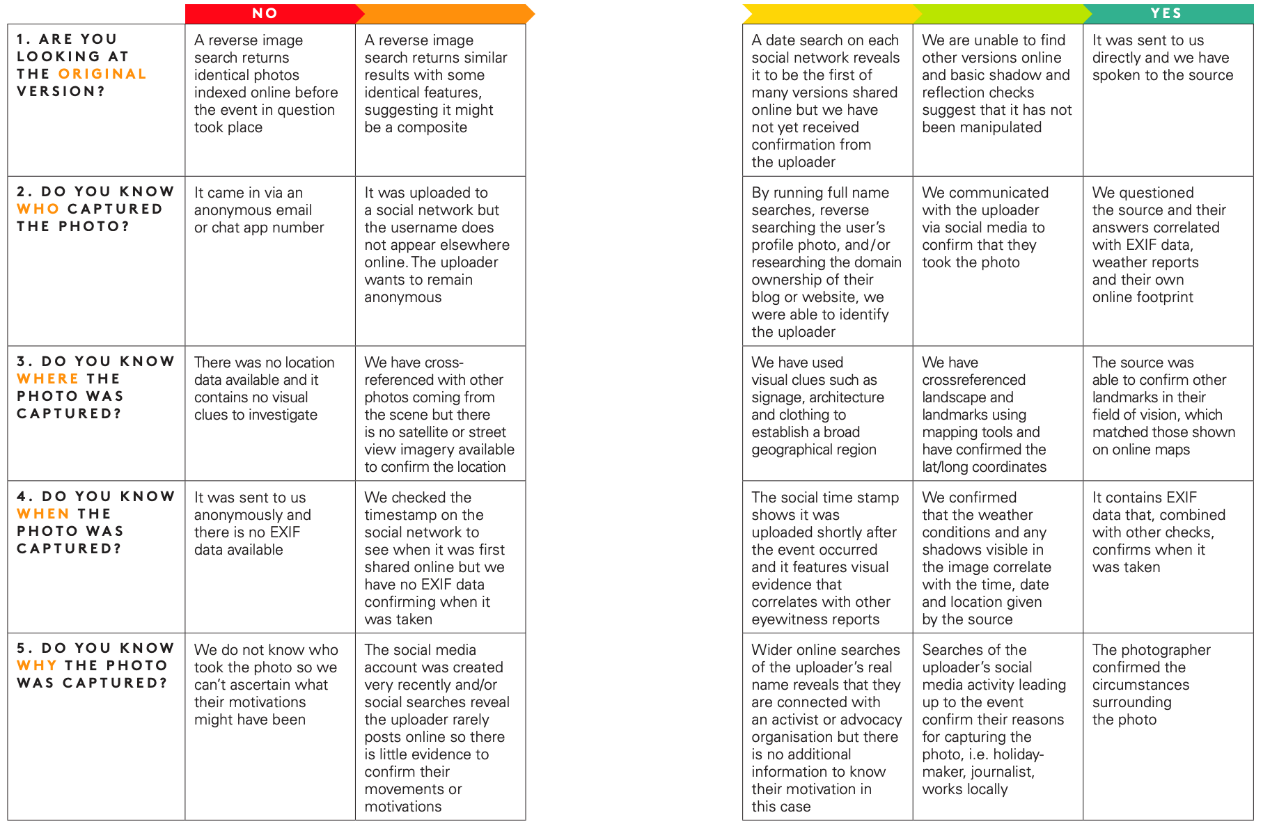 NO
YES
1. ARE YOU
LOOKING AT
THE ORIGINAL
VERSION?
A reverse image
search returns
identical photos
indexed online before
the event in question
took place
A reverse image
search returns similar
results with some
identical features,
suggesting it might
be a composite
A date search on each
social network reveals
it to be the first of
many versions shared
online but we have
not yet received
confirmation from
the uploader
We are unable to find
other versions online
and basic shadow and
reflection checks
suggest that it has not
been manipulated
It was sent to us
directly and we have
spoken to the source
2. DO YOU KNOW
WHO CAPTURED
THE PHOTO?
It came in via an
anonymous email
or chat app number
It was uploaded to
a social network but
the username does
not appear elsewhere
online. The uploader
wants to remain
anonymous
By running full name
searches, reverse
searching the user's
profile photo, and/or
researching the domain
ownership of their
blog or website, we
were able to identify
the uploader
We communicated
with the uploader
via social media to
confirm that they
took the photo
We questioned
the source and their
answers correlated
with EXIF data,
weather reports
and their own
online footprint
3. DO YOU KNOW
WHERE THE
PHOTO WAS
CAPTURED?
There was no location
data available and it
contains no visual
clues to investigate
We have cross-
referenced with other
photos coming from
the scene but there
is no satellite or street
view imagery available
to confirm the location
We have used
visual clues such as
signage, architecture
and clothing to
establish a broad
geographical region
We have
crossreferenced
landscape and
landmarks using
mapping tools and
have confirmed the
lat/long coordinates
The source was
able to confirm other
landmarks in their
field of vision, which
matched those shown
on online maps
4. DO YOU KNOW
WHEN THE
PHOTO WAS
CAPTURED?
It was sent to us
anonymously and
there is no EXIF
data available
We checked the
timestamp on the
social network to
see when it was first
shared online but we
have no EXIF data
confirming when it
was taken
The social time stamp
shows it was
uploaded shortly after
the event occurred
and it features visual
evidence that
correlates with other
eyewitness reports
We confirmed
that the weather
conditions and any
shadows visible in
the image correlate
with the time, date
and location given
by the source
It contains EXIF
data that, combined
with other checks,
confirms when it
was taken
5. DO YOU KNOW
WHY THE PHOTO
WAS CAPTURED?
We do not know who
took the photo so we
can't ascertain what
their motivations
might have been
The social media
account was created
very recently and/or
social searches reveal
the uploader rarely
posts online so there
is little evidence to
confirm their
movements or
motivations
Wider online searches
of the uploader's real
name reveals that they
are connected with
an activist or advocacy
organisation but there
is no additional
information to know
their motivation in
this case
Searches of the
uploader's social
media activity leading
up to the event
confirm their reasons
for capturing the
photo, i.e. holiday-
maker, journalist,
works locally
The photographer
confirmed the
circumstances
surrounding
the photo